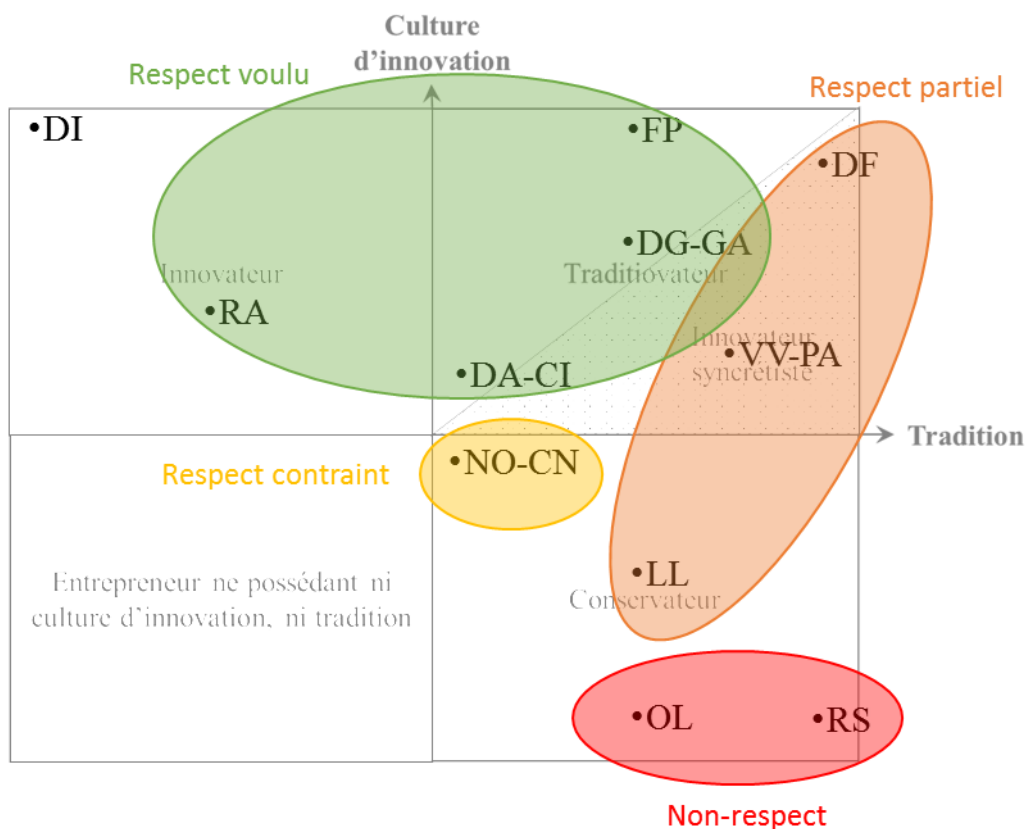 Culture
d’innovation
Respect voulu
Respect partiel
•DI
•FP
•DF
•DG-GA
Innovateur
Traditiovateur
•RA
Innovateur
•VV-PA
syncrétiste
•DA-CI
Tradition
•NO-CN
Respect contraint
•LL
Entrepreneur ne possédant ni
Conservateur
culture d’innovation, ni tradition
•OL
•RS
Non-respect